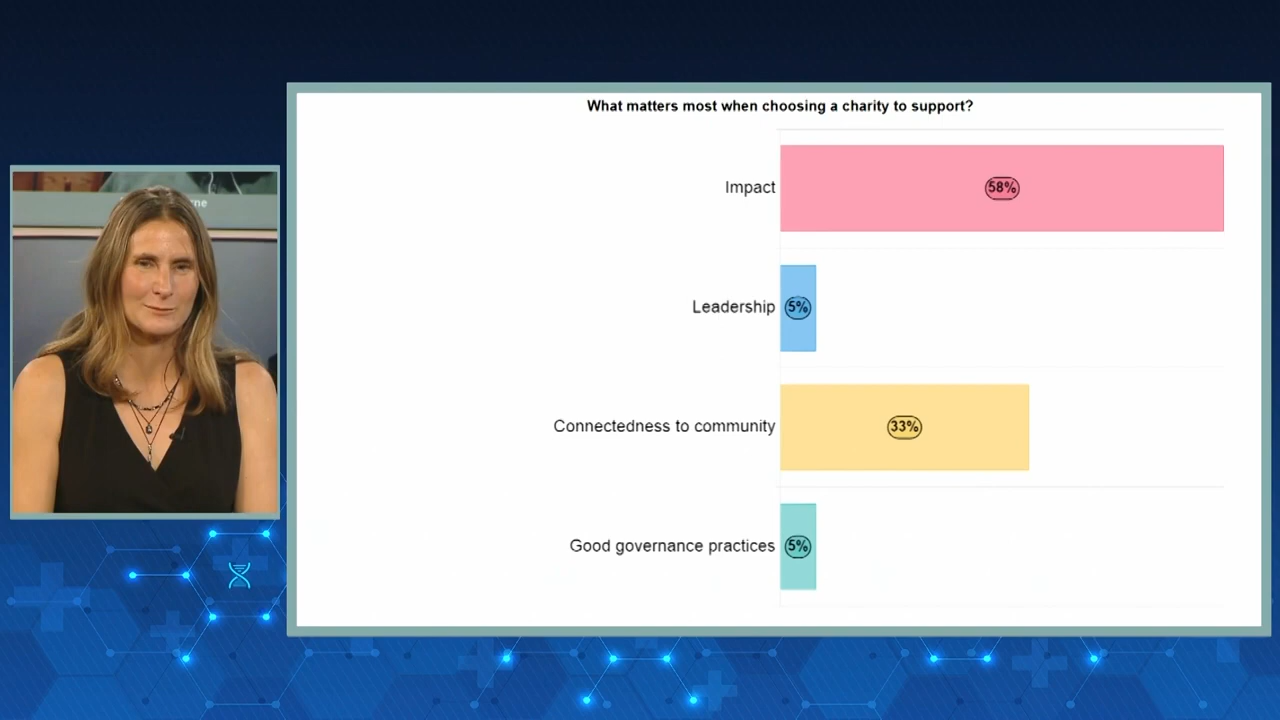 What matters most when choosing a charity to support?
Impact
58%
Leadership
5%
Connectedness to community
33%
Good governance practices
5%